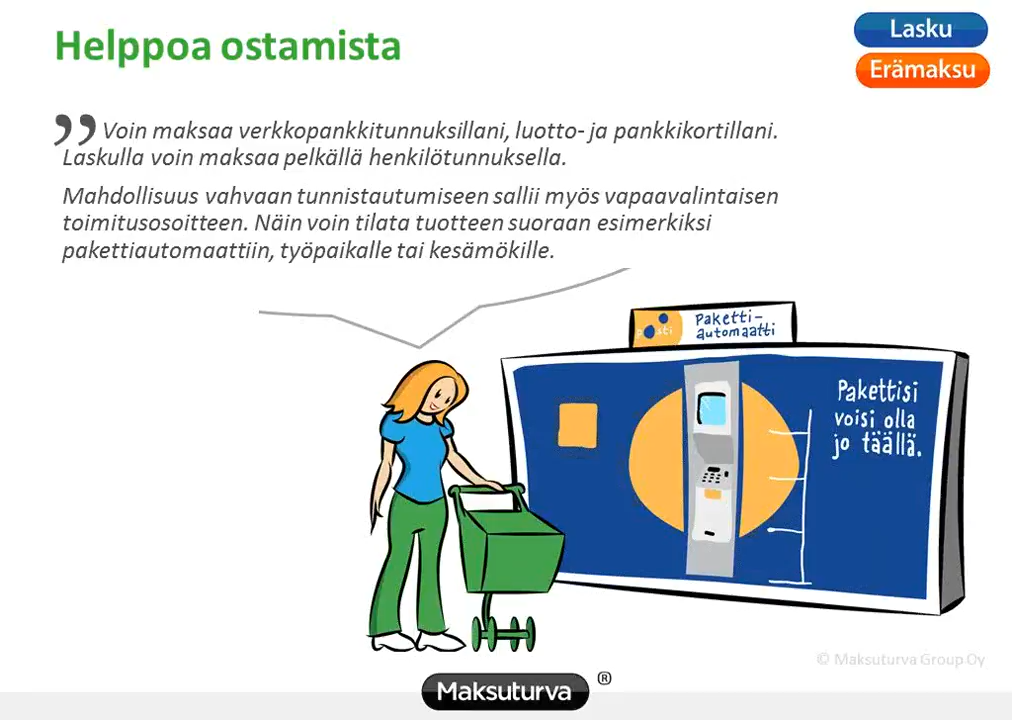 Helppoa ostamista
Lasku
Erämaksu
” Voin maksaa verkkopankkitunnuksillani, luotto- ja pankkikortillani.
Laskulla voin maksaa pelkällä henkilötunnuksella.
Mahdollisuus vahvaan tunnistautumiseen sallii myös vapaavalintaisen
toimitusosoitteen. Näin voin tilata tuotteen suoraan esimerkiksi
pakettiautomaattiin, työpaikalle tai kesämökille.
posti
Paketti-
automaatti
Pakettisi
voisi olla
jo täällä.
© Maksuturva Group Oy
Maksuturva ®